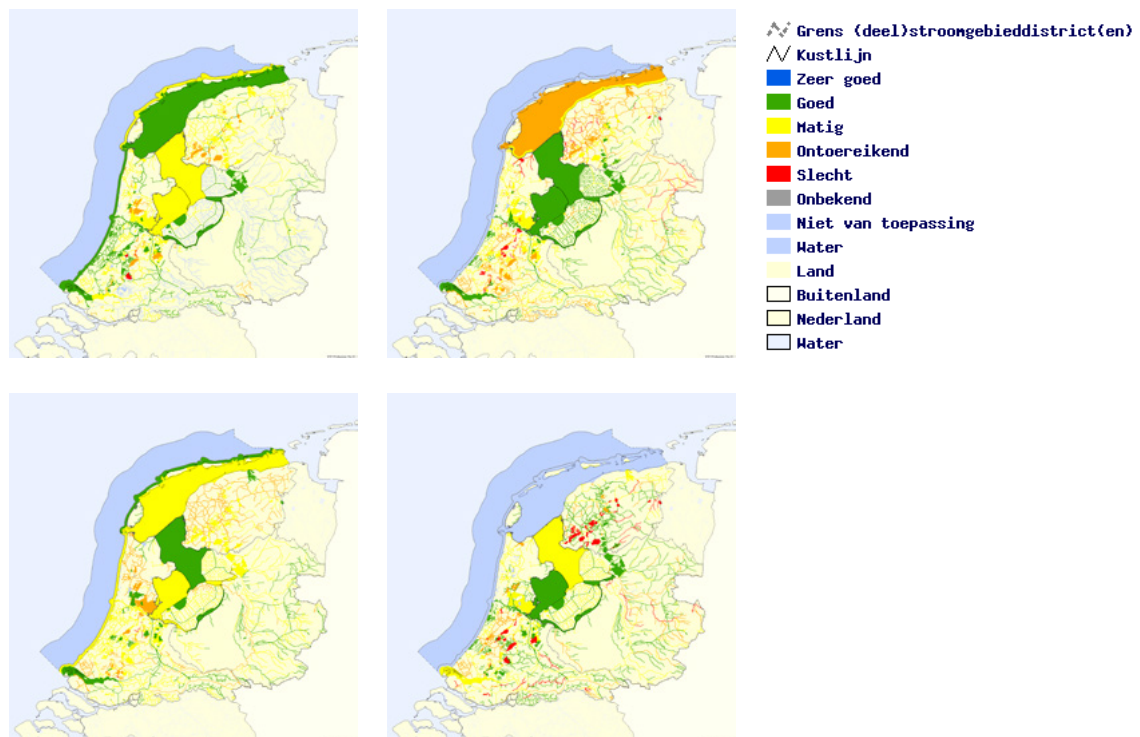 Grens (deel)stroomgebieddistrict(en)
Kustlijn
Zeer goed
Goed
Matig
Ontoereikend
Slecht
Onbekend
Niet van toepassing
Water
Land
Buitenland
Nederland
Water